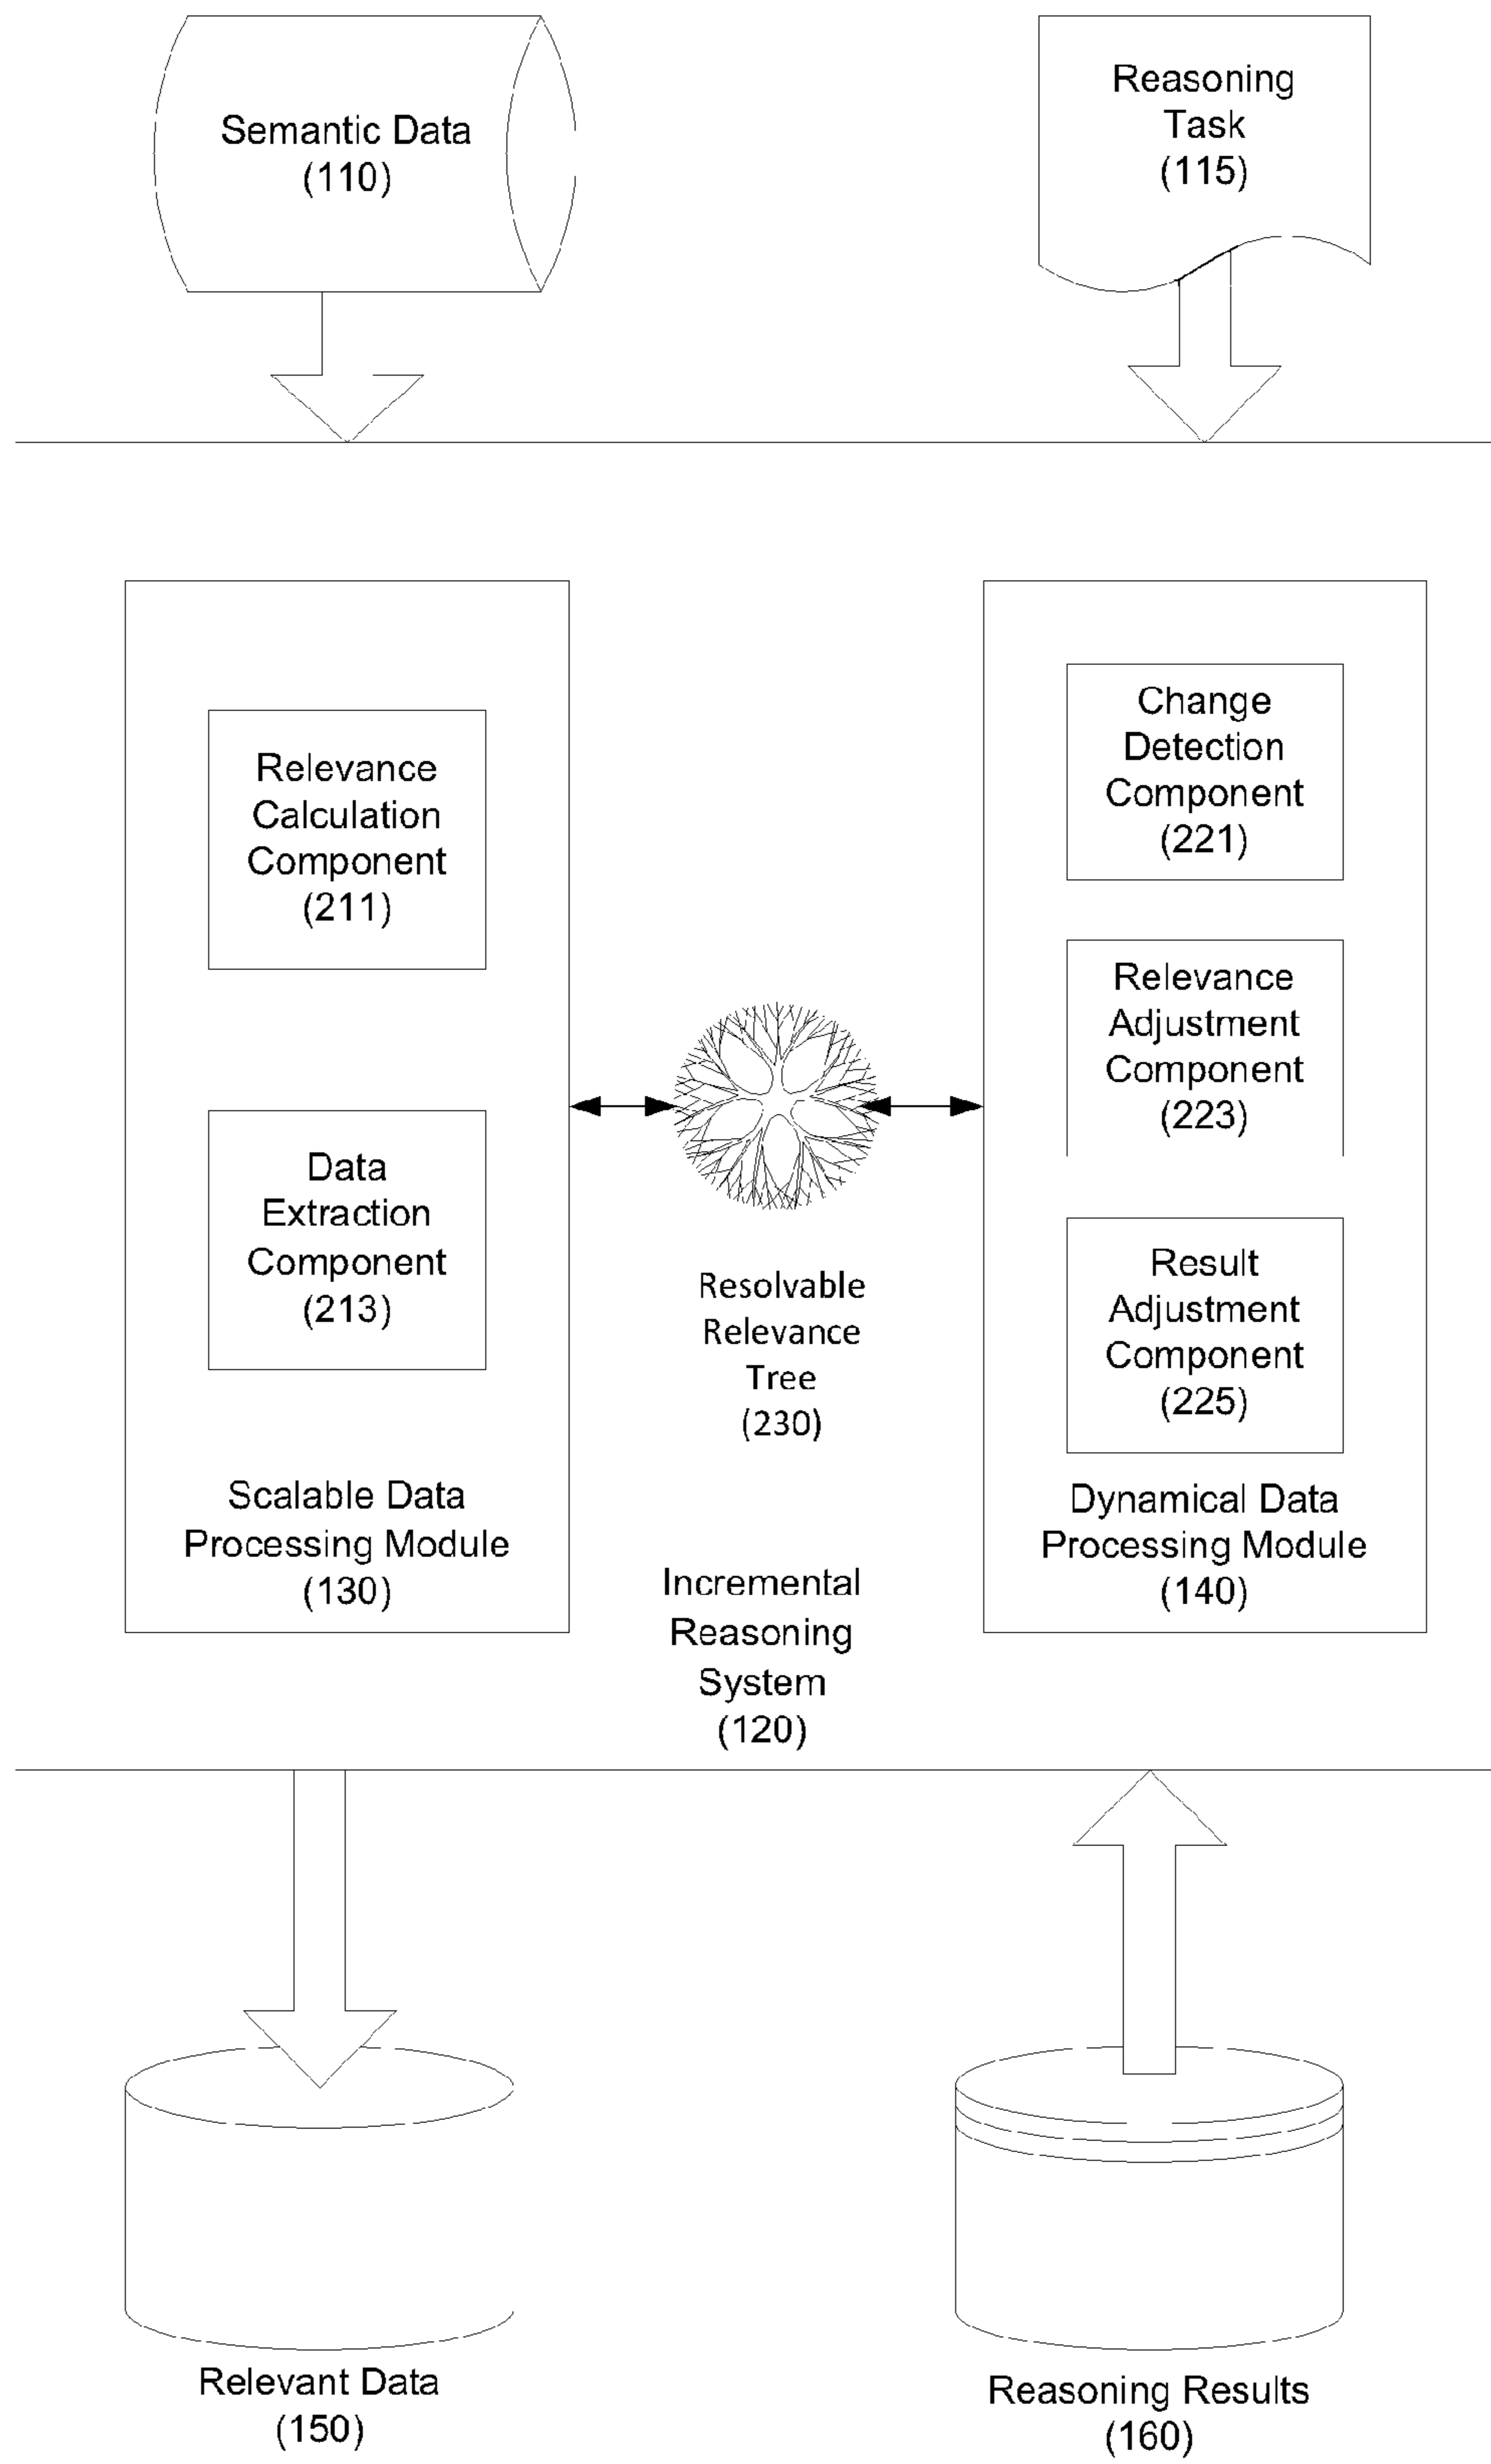 Semantic Data
(110)
Reasoning
Task
(115)
Relevance
Calculation
Component
(211)
Data
Extraction
Component
(213)
Scalable Data
Processing Module
(130)
Resolvable
Relevance
Tree
(230)
Incremental
Reasoning
System
(120)
Change
Detection
Component
(221)
Relevance
Adjustment
Component
(223)
Result
Adjustment
Component
(225)
Dynamical Data
Processing Module
(140)
Relevant Data
(150)
Reasoning Results
(160)